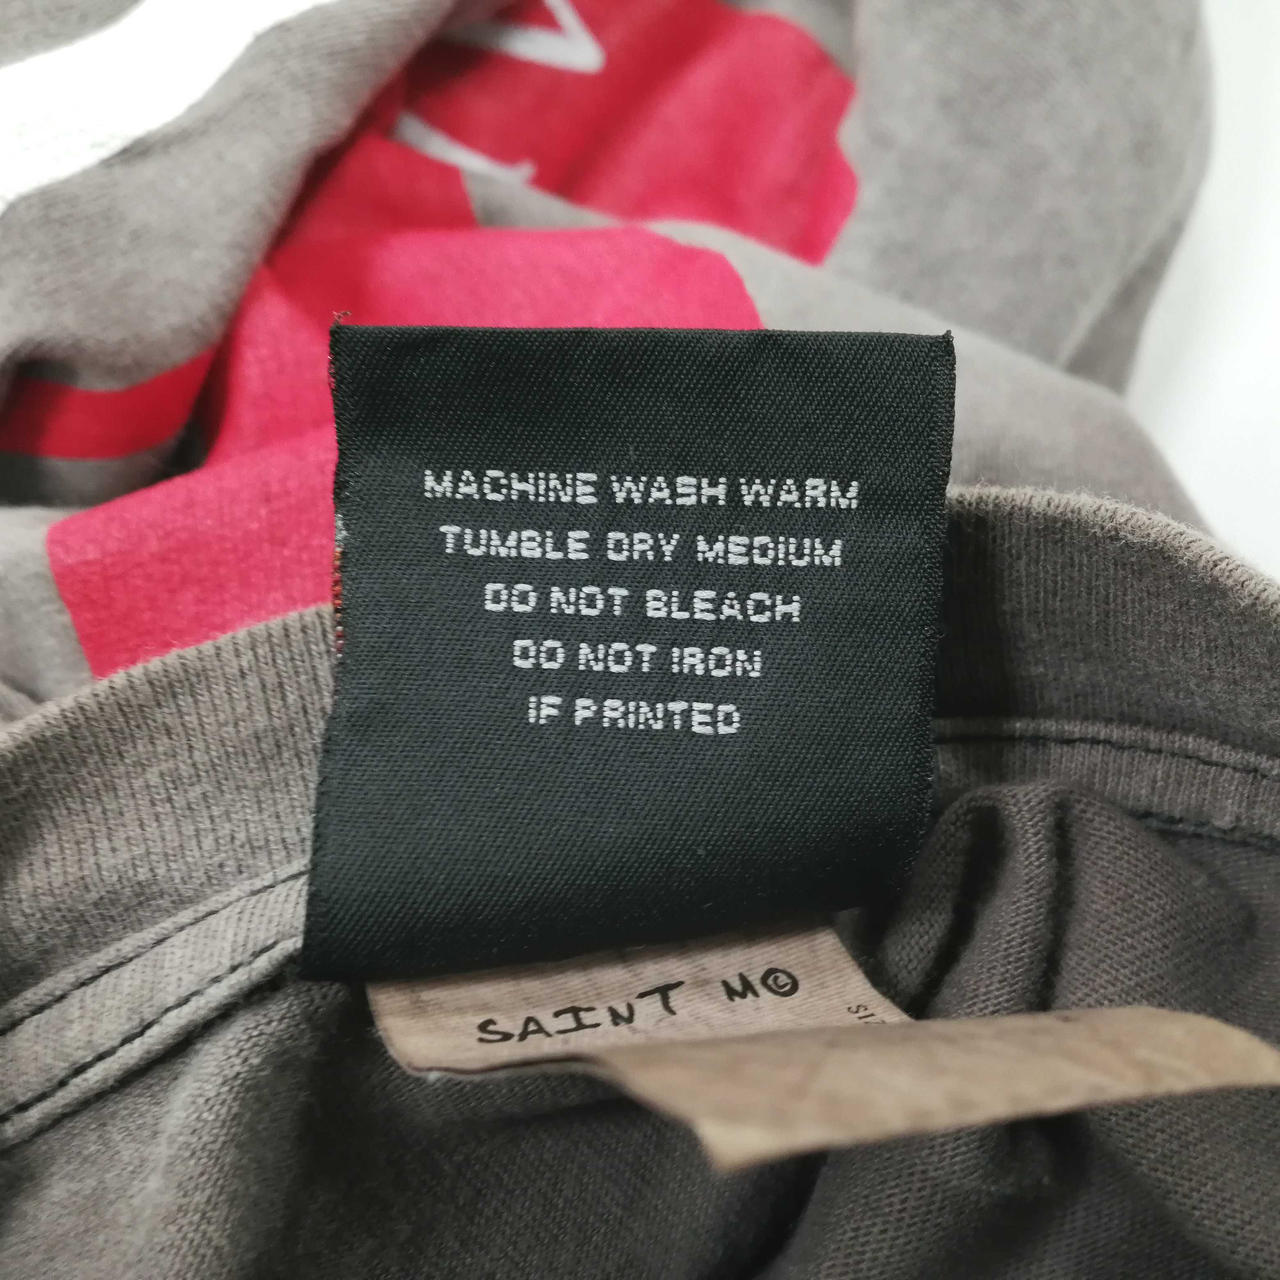 MACHINE WASH WARM
TUMBLE DRY MEDIUM
DO NOT BLEACH
DO NOT IRON
IF PRINTED
SAINT M©